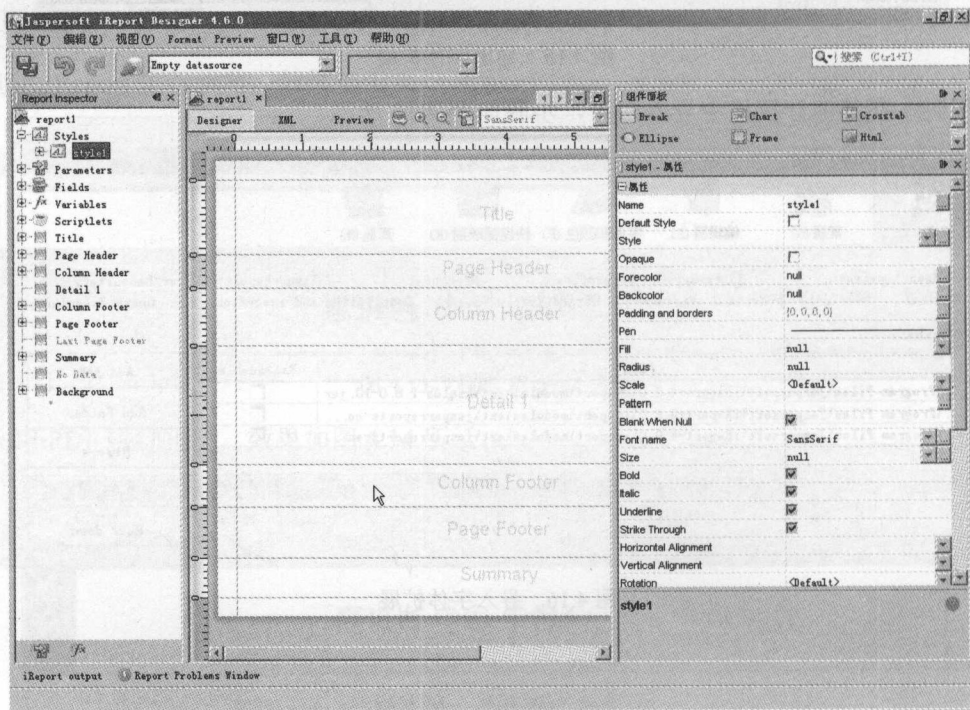 Jaspersoft iReport Designer 4.6.0
文件(F) 编辑(E) 视图(V) Format Preview 窗口(W) 工具(T) 帮助(H)
Empty datasource
搜索 (Ctrl+I)
Report Inspector
report1
Styles
style1
Parameters
Fields
Variables
Scriptlets
Title
Page Header
Column Header
Detail 1
Column Footer
Page Footer
Last Page Footer
Summary
No Data
Background
report1
Designer XML Preview SansSerif
0 1 2 3 4 5
Title
Page Header
Column Header
Detail 1
Column Footer
Page Footer
Summary
组件面板
Break Chart Crosstab
Ellipse Frame Html
style1 - 属性
属性
Name style1
Default Style
Style
Opaque
Forecolor null
Backcolor null
Padding and borders [0, 0, 0, 0]
Pen
Fill null
Radius null
Scale <Default>
Pattern
Blank When Null
Font name SansSerif
Size null
Bold
Italic
Underline
Strike Through
Horizontal Alignment
Vertical Alignment
Rotation <Default>
style1
iReport output Report Problems Window